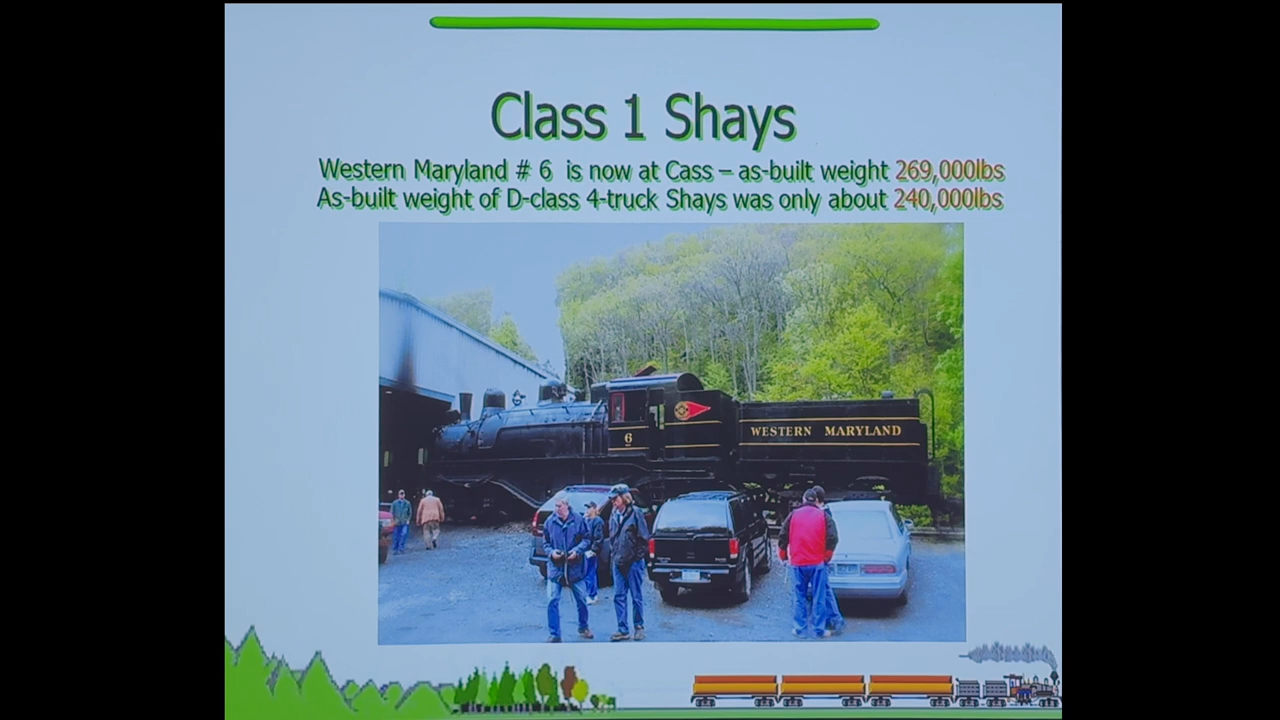 Class 1 Shays
Western Maryland # 6 is now at Cass – as-built weight 269,000lbs
As-built weight of D-class 4-truck Shays was only about 240,000lbs
6
WESTERN MARYLAND